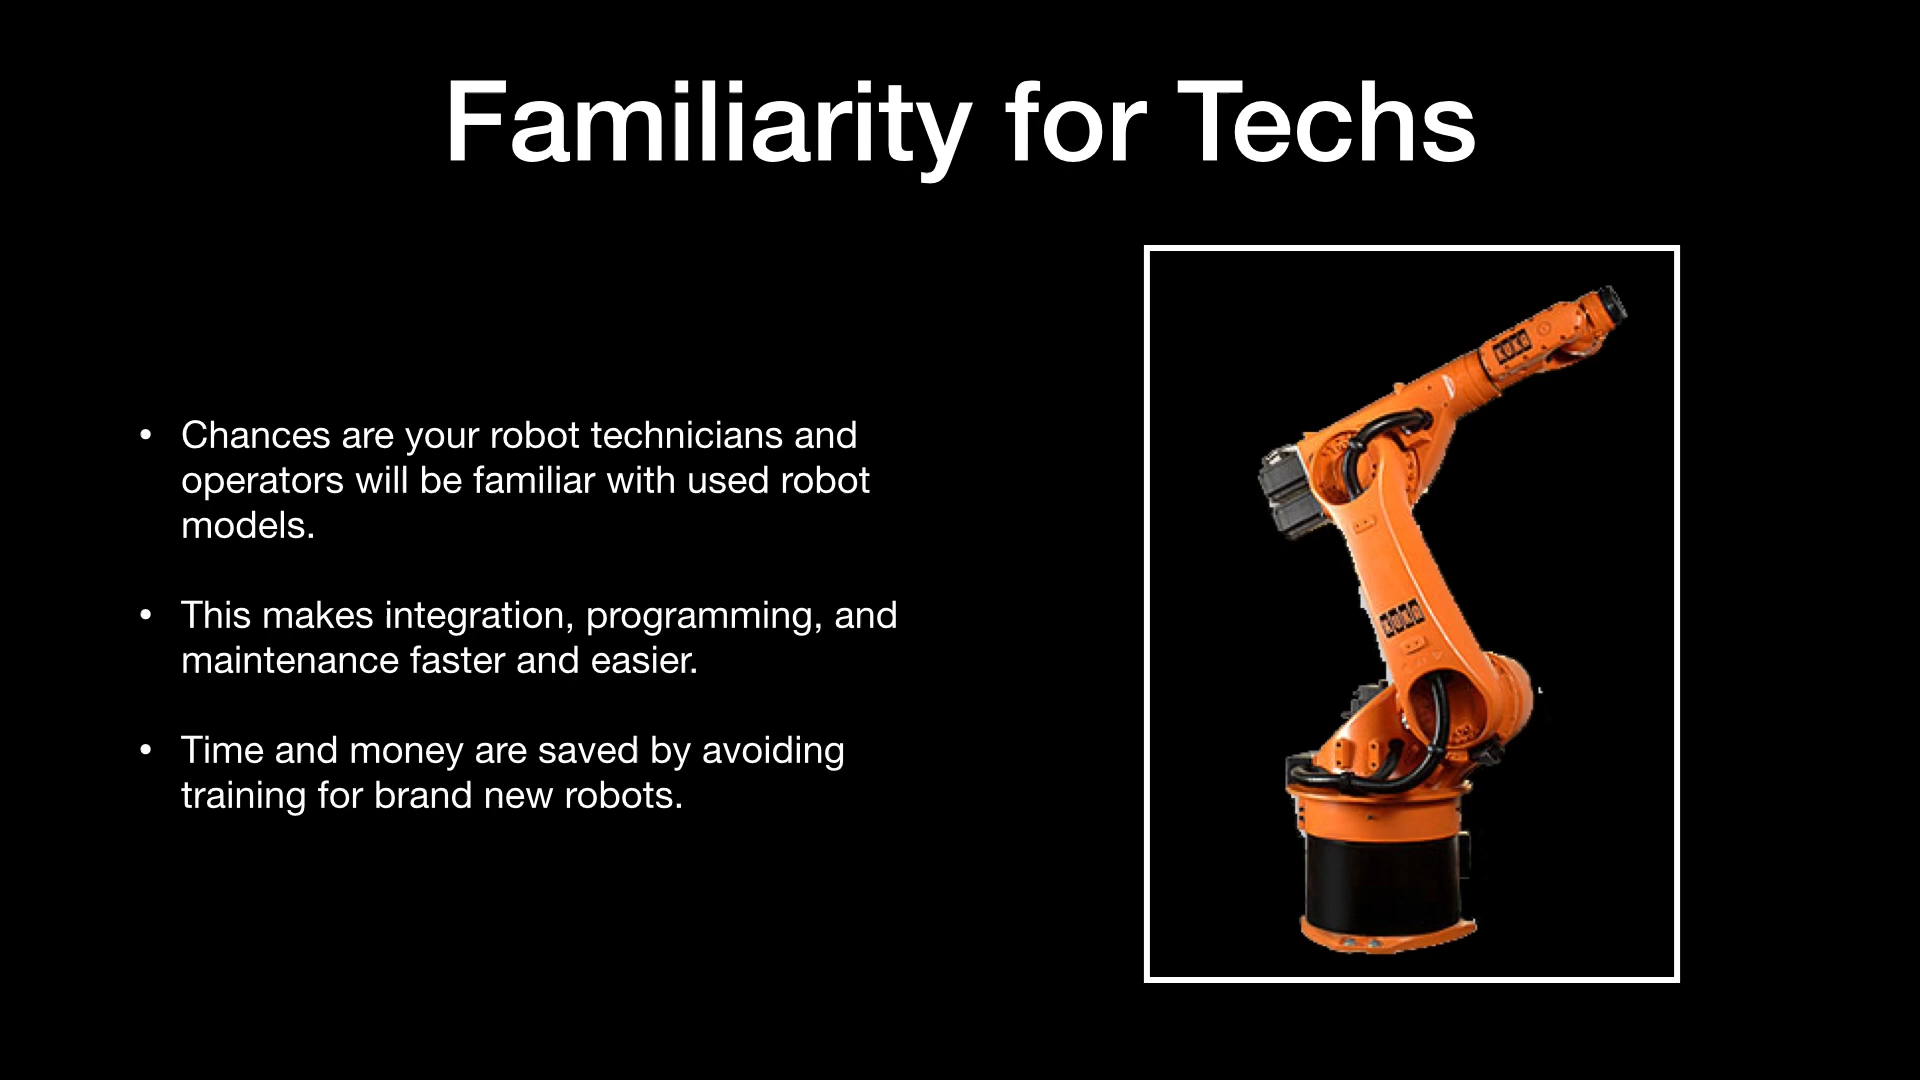 Familiarity for Techs
• Chances are your robot technicians and
operators will be familiar with used robot
models.
• This makes integration, programming, and
maintenance faster and easier.
• Time and money are saved by avoiding
training for brand new robots.
KUKA
KUKA